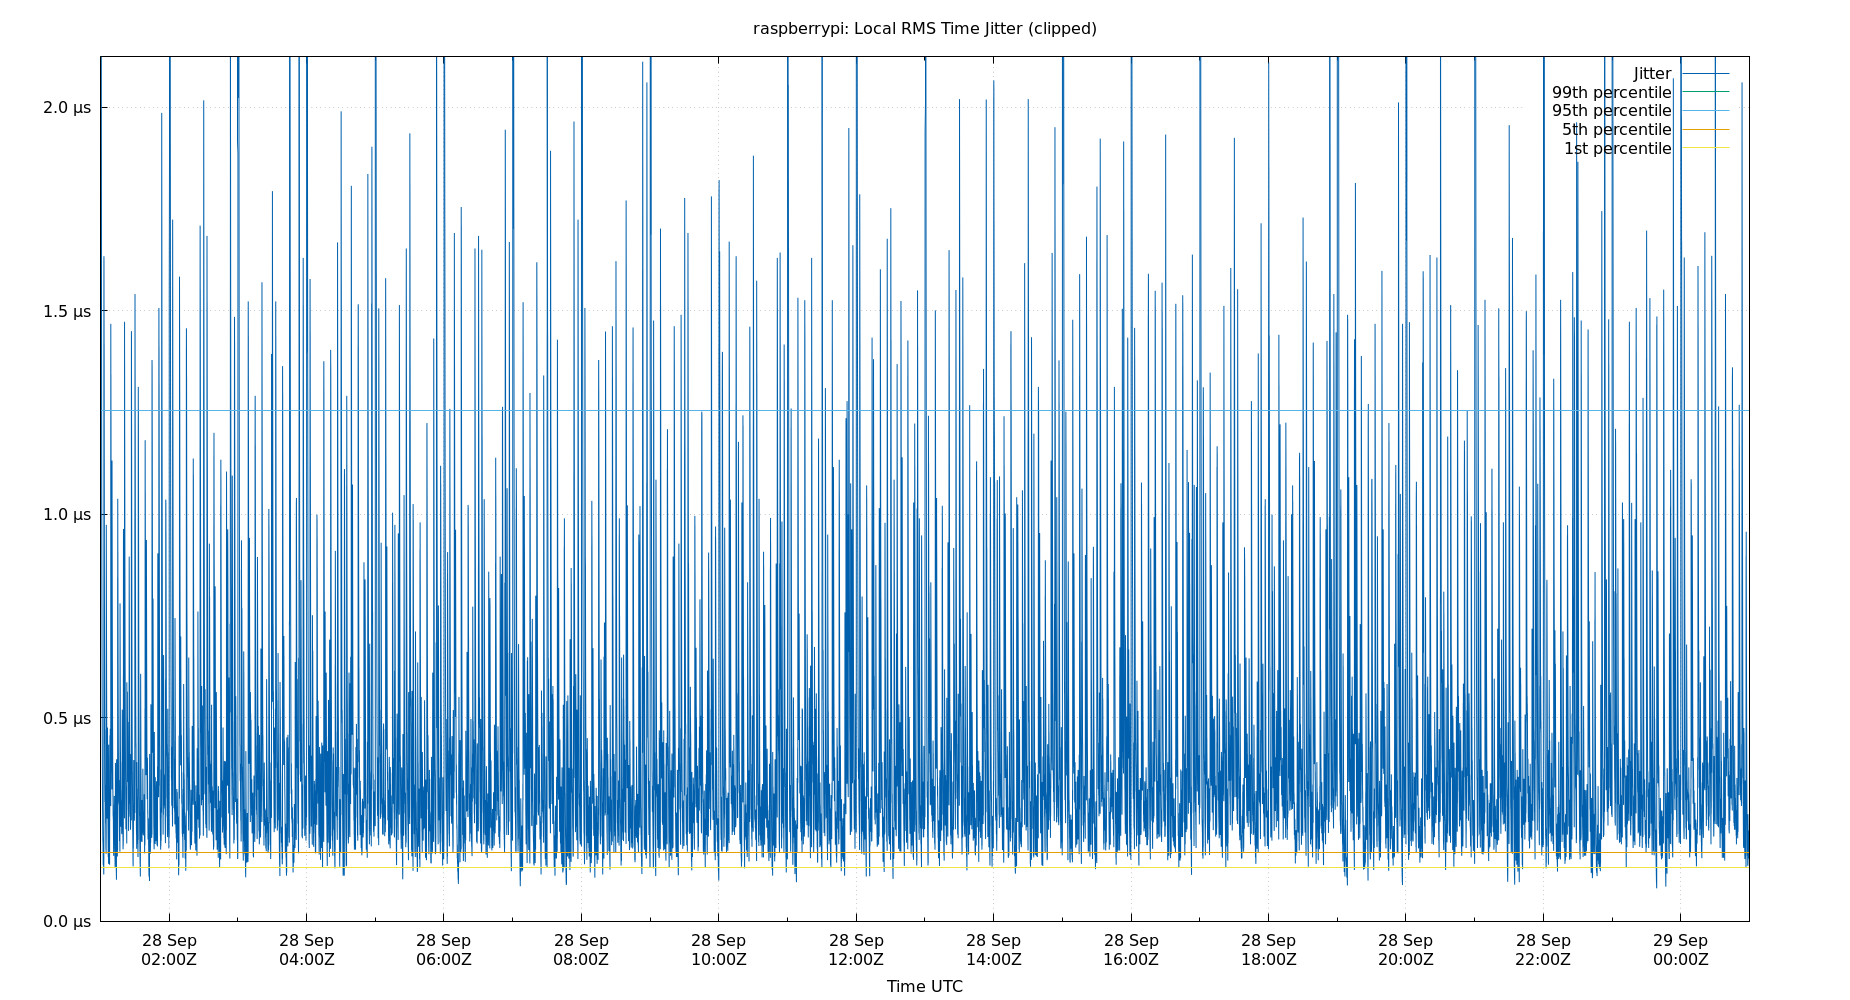 raspberrypi: Local RMS Time Jitter (clipped)
Jitter
99th percentile
95th percentile
5th percentile
1st percentile
2.0 µs
1.5 µs
1.0 µs
0.5 µs
0.0 µs
28 Sep 28 Sep 28 Sep 28 Sep 28 Sep 28 Sep 28 Sep 28 Sep 28 Sep 28 Sep 28 Sep 29 Sep
02:00Z 04:00Z 06:00Z 08:00Z 10:00Z 12:00Z 14:00Z 16:00Z 18:00Z 20:00Z 22:00Z 00:00Z
Time UTC